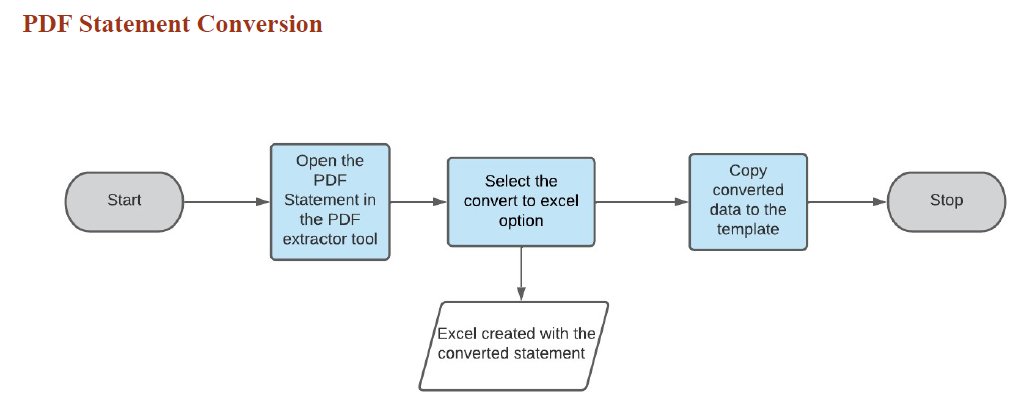 PDF Statement Conversion
Start
Open the
PDF
Statement in
the PDF
extractor tool
Select the
convert to excel
option
Copy
converted
data to the
template
Stop
Excel created with the
converted statement